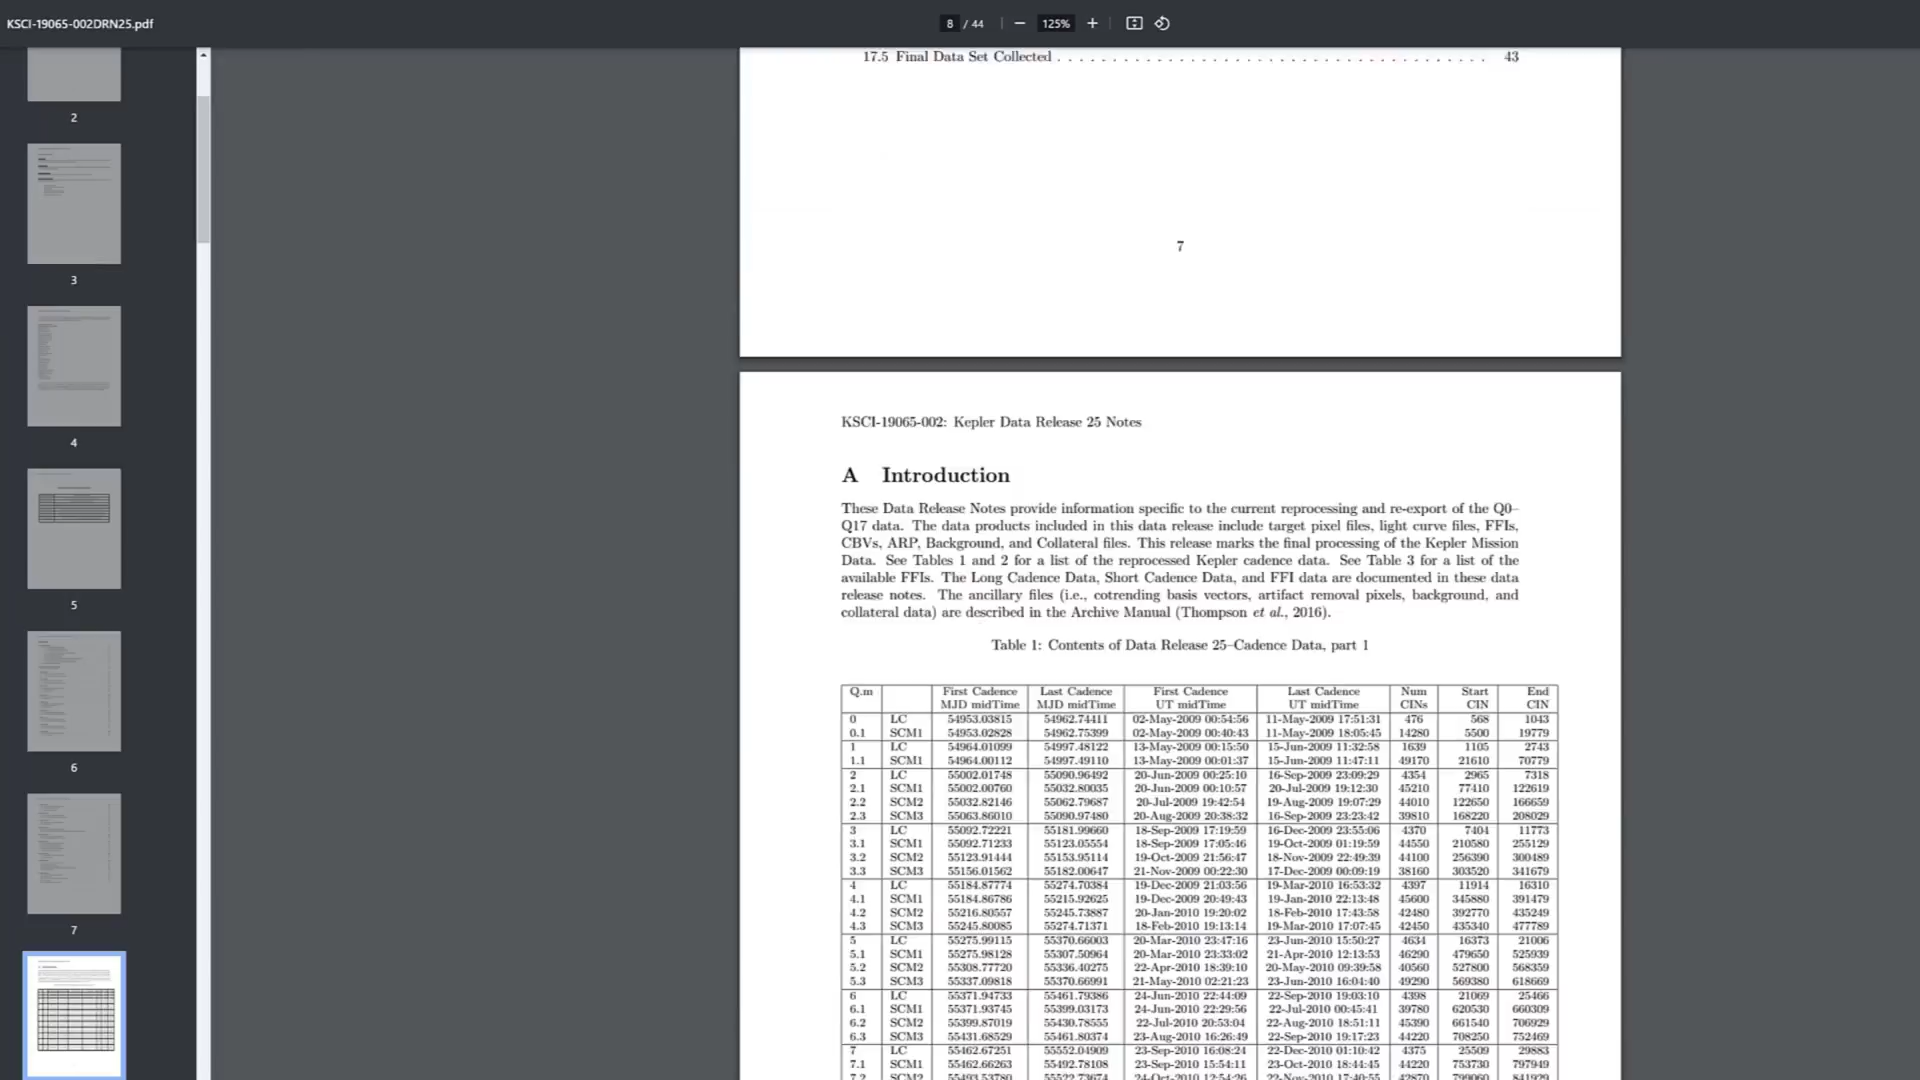 KSCI-19065-002DRN25.pdf
8 / 44
125%
2
3
4
5
6
7
17.5 Final Data Set Collected . . . . . . . . . . . . . . . . . . . . . . . . . . . . . . . . . . . . . . . 43
7
KSCI-19065-002: Kepler Data Release 25 Notes
A Introduction
These Data Release Notes provide information specific to the current reprocessing and re-export of the Q0–
Q17 data. The data products included in this data release include target pixel files, light curve files, FFIs,
CBVs, ARP, Background, and Collateral files. This release marks the final processing of the Kepler Mission
Data. See Tables 1 and 2 for a list of the reprocessed Kepler cadence data. See Table 3 for a list of the
available FFIs. The Long Cadence Data, Short Cadence Data, and FFI data are documented in these data
release notes. The ancillary files (i.e., cotrending basis vectors, artifact removal pixels, background, and
collateral data) are described in the Archive Manual (Thompson et al., 2016).
Table 1: Contents of Data Release 25–Cadence Data, part 1
Q.m First Cadence Last Cadence First Cadence Last Cadence Num Start End
MJD midTime MJD midTime UT midTime UT midTime CINs CIN CIN
0 LC 54953.03815 54962.74411 02-May-2009 00:54:56 11-May-2009 17:51:31 476 568 1043
0.1 SCM1 54953.02828 54962.75399 02-May-2009 00:40:43 11-May-2009 18:05:45 14280 5500 19779
1 LC 54964.01099 54997.48122 13-May-2009 00:15:50 15-Jun-2009 11:32:58 1639 1105 2743
1.1 SCM1 54964.00112 54997.49110 13-May-2009 00:01:37 15-Jun-2009 11:47:11 49170 21610 70779
2 LC 55002.01748 55090.96492 20-Jun-2009 00:25:10 16-Sep-2009 23:09:29 4354 2965 7318
2.1 SCM1 55002.00760 55032.80035 20-Jun-2009 00:10:57 20-Jul-2009 19:12:30 45210 77410 122619
2.2 SCM2 55032.82146 55062.79687 20-Jul-2009 19:42:54 19-Aug-2009 19:07:29 44010 122650 166659
2.3 SCM3 55063.86010 55090.97480 20-Aug-2009 20:38:32 16-Sep-2009 23:23:42 39810 168220 208029
3 LC 55092.72221 55181.99660 18-Sep-2009 17:19:59 16-Dec-2009 23:55:06 4370 7404 11773
3.1 SCM1 55092.71233 55123.05554 18-Sep-2009 17:05:46 19-Oct-2009 01:19:59 44550 210580 255129
3.2 SCM2 55123.91444 55153.95114 19-Oct-2009 21:56:47 18-Nov-2009 22:49:39 44100 256390 300489
3.3 SCM3 55156.01562 55182.00647 21-Nov-2009 00:22:30 17-Dec-2009 00:09:19 38160 303520 341679
4 LC 55184.87774 55274.70384 19-Dec-2009 21:03:56 19-Mar-2010 16:53:32 4397 11914 16310
4.1 SCM1 55184.86786 55215.92625 19-Dec-2009 20:49:43 19-Jan-2010 22:13:48 45600 345880 391479
4.2 SCM2 55216.80557 55245.73887 20-Jan-2010 19:20:02 18-Feb-2010 17:43:58 42480 392770 435249
4.3 SCM3 55245.80085 55274.71371 18-Feb-2010 19:13:14 19-Mar-2010 17:07:45 42450 435340 477789
5 LC 55275.99115 55370.66003 20-Mar-2010 23:47:16 23-Jun-2010 15:50:27 4634 16373 21006
5.1 SCM1 55275.98128 55307.50964 20-Mar-2010 23:33:02 21-Apr-2010 12:13:53 46290 479650 525939
5.2 SCM2 55308.77720 55336.40275 22-Apr-2010 18:39:10 20-May-2010 09:39:58 40560 527800 568359
5.3 SCM3 55337.09818 55370.66991 21-May-2010 02:21:23 23-Jun-2010 16:04:40 49290 569380 618669
6 LC 55371.94733 55461.79386 24-Jun-2010 22:44:09 22-Sep-2010 19:03:10 4398 21069 25466
6.1 SCM1 55371.93745 55399.03173 24-Jun-2010 22:29:56 22-Jul-2010 00:45:41 39780 620530 660309
6.2 SCM2 55399.87019 55430.78555 22-Jul-2010 20:53:04 22-Aug-2010 18:51:11 45390 661540 706929
6.3 SCM3 55431.68529 55461.80374 23-Aug-2010 16:26:49 22-Sep-2010 19:17:23 44220 708250 752469
7 LC 55462.67251 55552.04909 23-Sep-2010 16:08:24 22-Dec-2010 01:10:42 4375 25509 29883
7.1 SCM1 55462.66263 55492.78108 23-Sep-2010 15:54:11 23-Oct-2010 18:44:45 44220 753730 797949
7.2 SCM2 55493.53780 55522.73674 24-Oct-2010 12:54:26 22-Nov-2010 17:40:55 42870 799060 841929